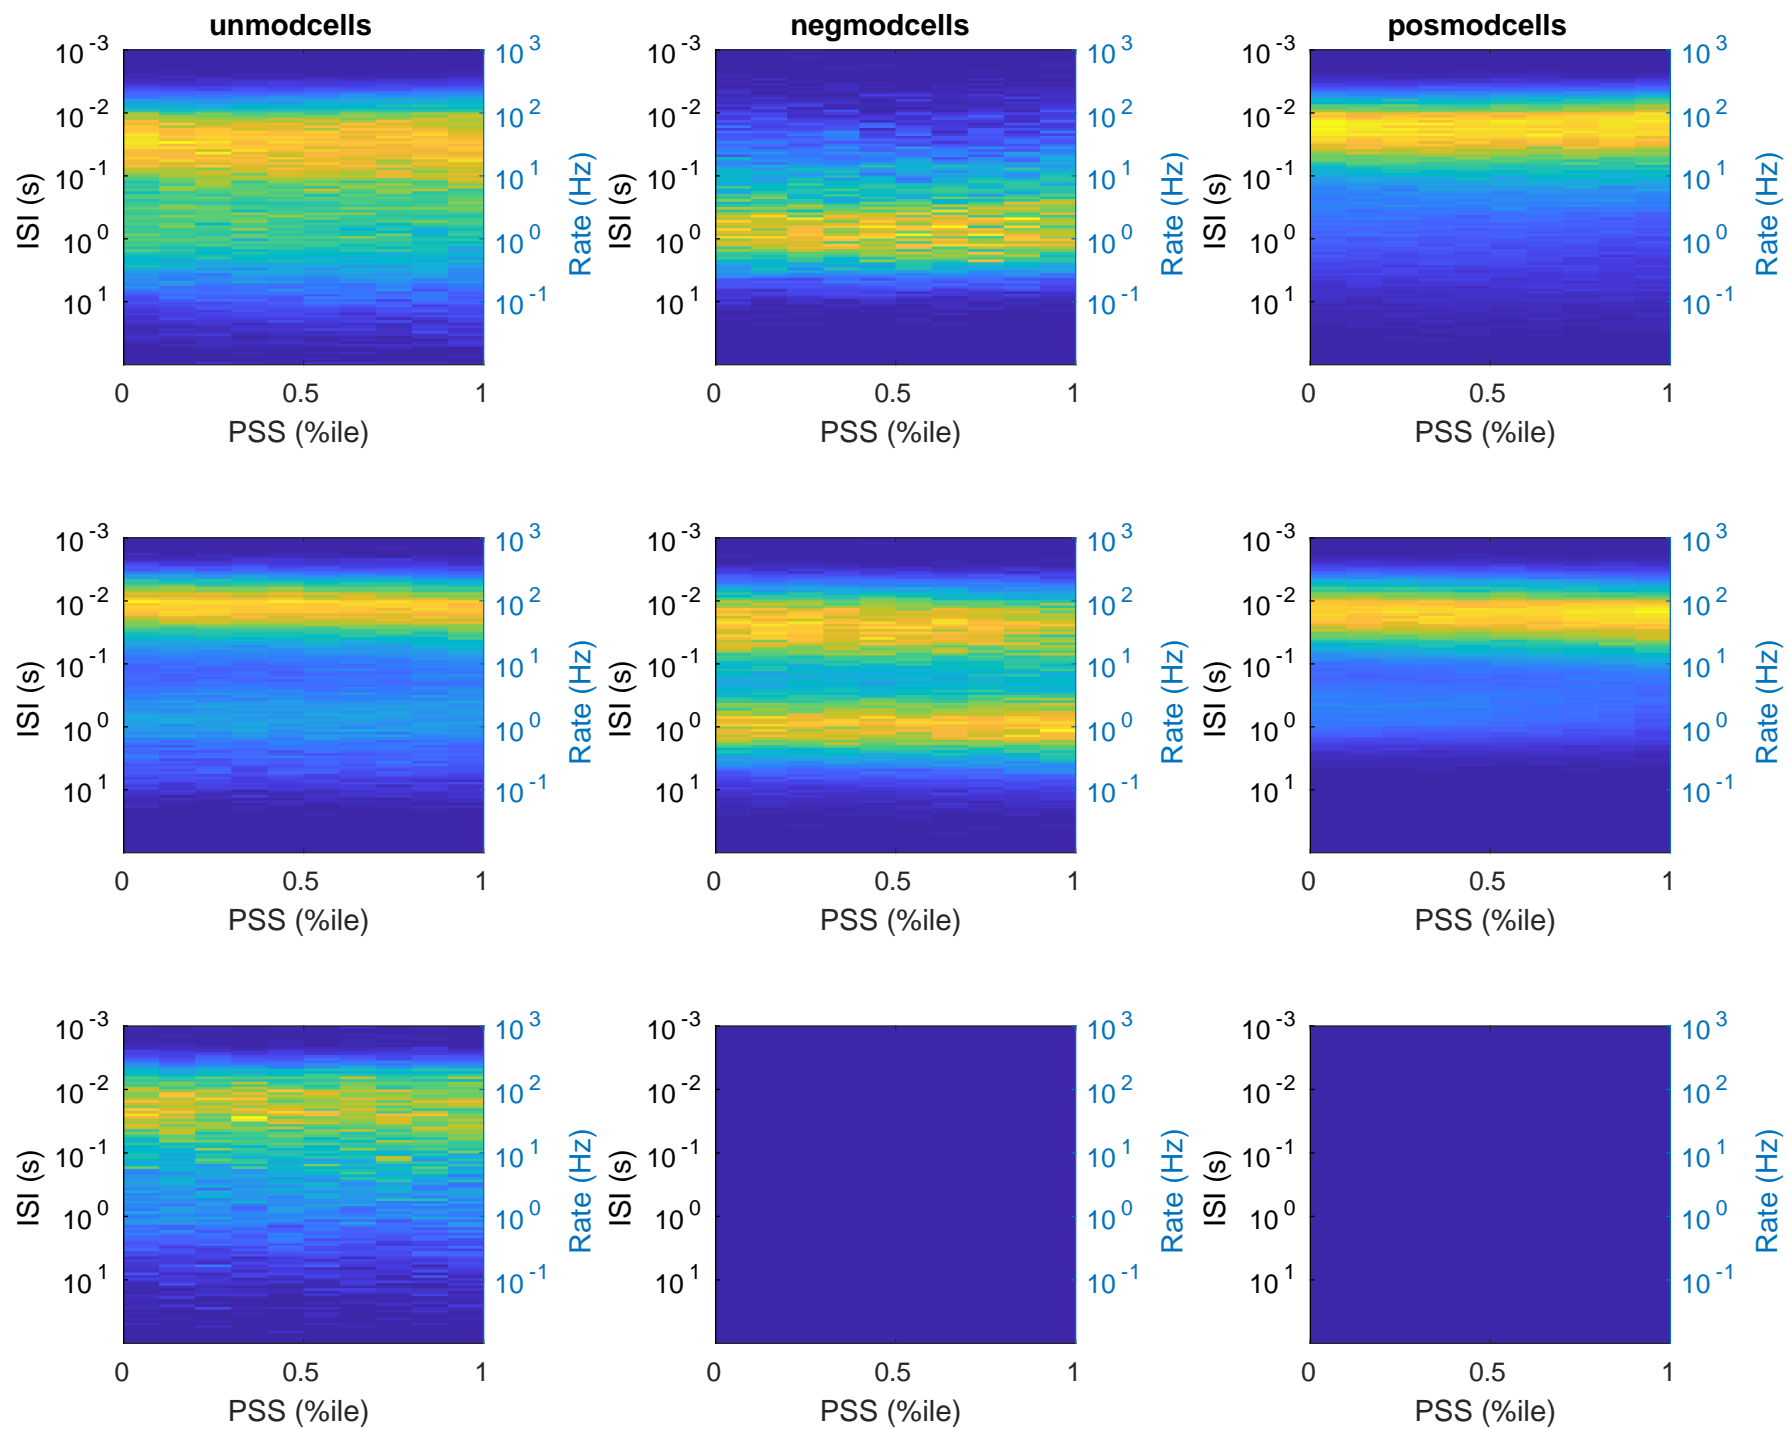 unmodcells negmodcells posmodcells
10^-3 10^3 10^-3 10^3 10^-3 10^3
10^-2 10^2 10^-2 10^2 10^-2 10^2
10^-1 10^1 10^-1 10^1 10^-1 10^1
10^0 10^0 10^0 10^0 10^0 10^0
10^1 10^-1 10^1 10^-1 10^1 10^-1
ISI (s) Rate (Hz) ISI (s) Rate (Hz) ISI (s) Rate (Hz)
0 0.5 1 0 0.5 1 0 0.5 1
PSS (%ile) PSS (%ile) PSS (%ile)
10^-3 10^3 10^-3 10^3 10^-3 10^3
10^-2 10^2 10^-2 10^2 10^-2 10^2
10^-1 10^1 10^-1 10^1 10^-1 10^1
10^0 10^0 10^0 10^0 10^0 10^0
10^1 10^-1 10^1 10^-1 10^1 10^-1
ISI (s) Rate (Hz) ISI (s) Rate (Hz) ISI (s) Rate (Hz)
0 0.5 1 0 0.5 1 0 0.5 1
PSS (%ile) PSS (%ile) PSS (%ile)
10^-3 10^3 10^-3 10^3 10^-3 10^3
10^-2 10^2 10^-2 10^2 10^-2 10^2
10^-1 10^1 10^-1 10^1 10^-1 10^1
10^0 10^0 10^0 10^0 10^0 10^0
10^1 10^-1 10^1 10^-1 10^1 10^-1
ISI (s) Rate (Hz) ISI (s) Rate (Hz) ISI (s) Rate (Hz)
0 0.5 1 0 0.5 1 0 0.5 1
PSS (%ile) PSS (%ile) PSS (%ile)